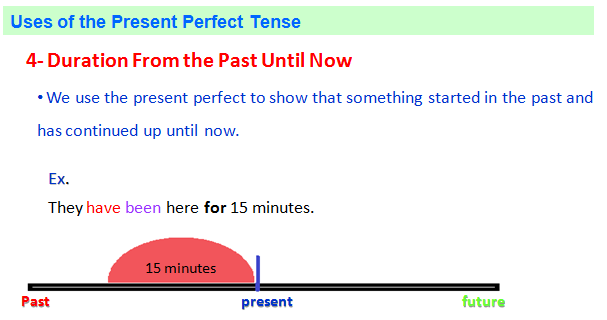 Uses of the Present Perfect Tense
4- Duration From the Past Until Now
• We use the present perfect to show that something started in the past and
has continued up until now.
Ex.
They have been here for 15 minutes.
15 minutes
Past present future